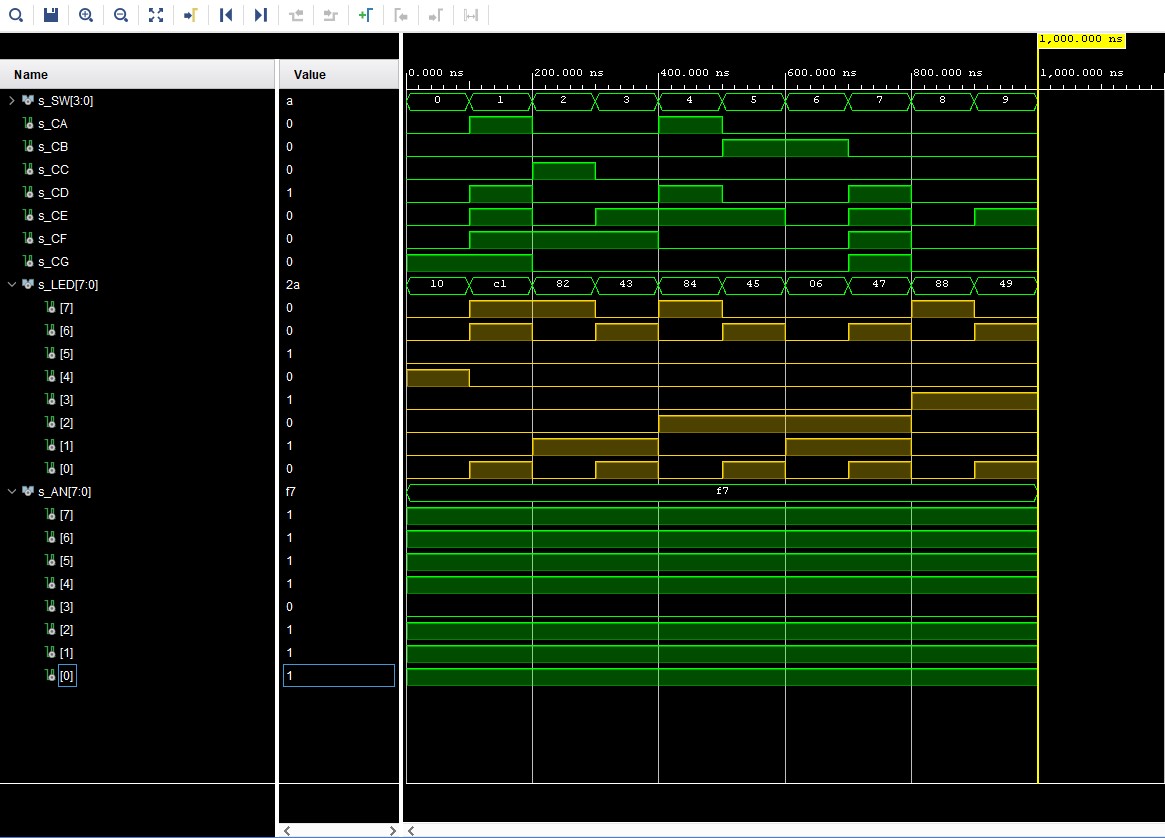 1,000.000 ns
Name Value 0.000 ns 200.000 ns 400.000 ns 600.000 ns 800.000 ns 1,000.000 ns
s_SW[3:0] a 0 1 2 3 4 5 6 7 8 9
s_CA 0
s_CB 0
s_CC 0
s_CD 1
s_CE 0
s_CF 0
s_CG 0
s_LED[7:0] 2a 10 c1 82 43 84 45 06 47 88 49
[7] 0
[6] 0
[5] 1
[4] 0
[3] 1
[2] 0
[1] 1
[0] 0
s_AN[7:0] f7 f7
[7] 1
[6] 1
[5] 1
[4] 1
[3] 0
[2] 1
[1] 1
[0] 1